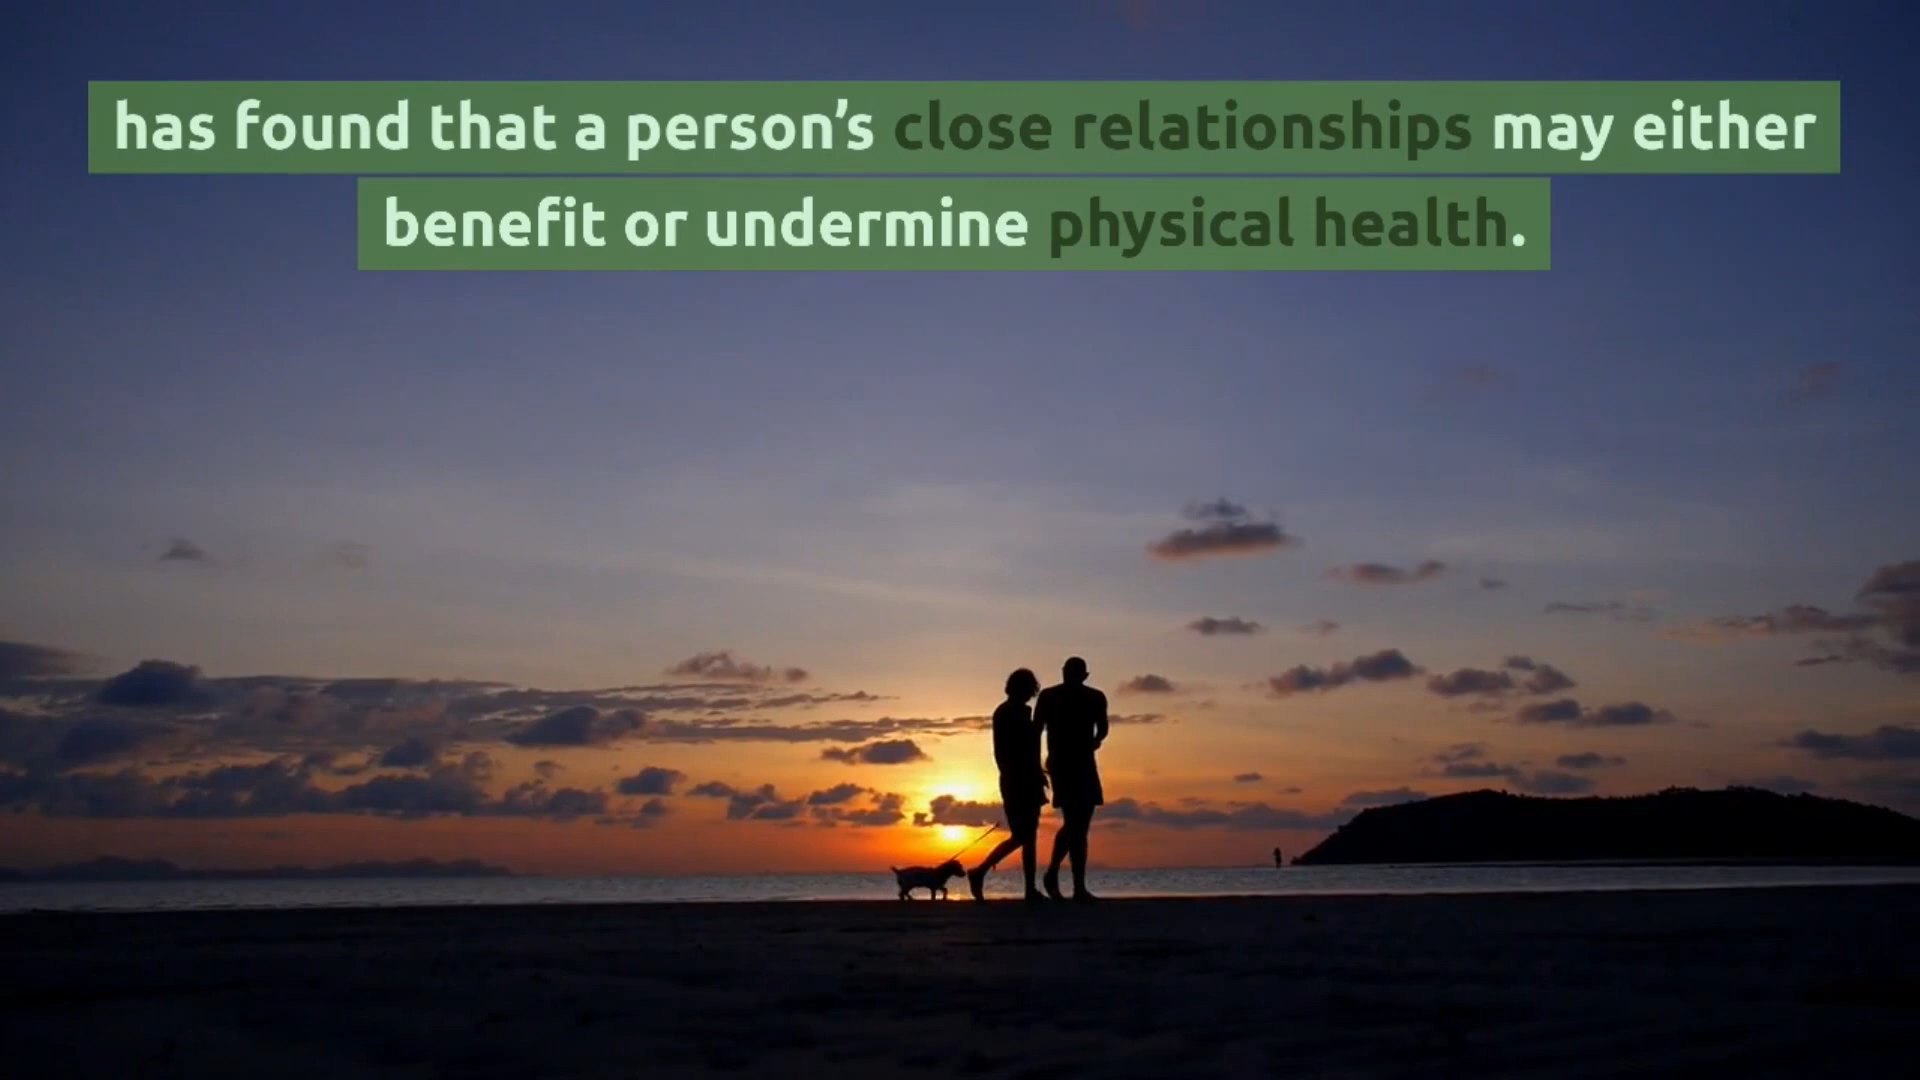 has found that a person’s close relationships may either
benefit or undermine physical health.